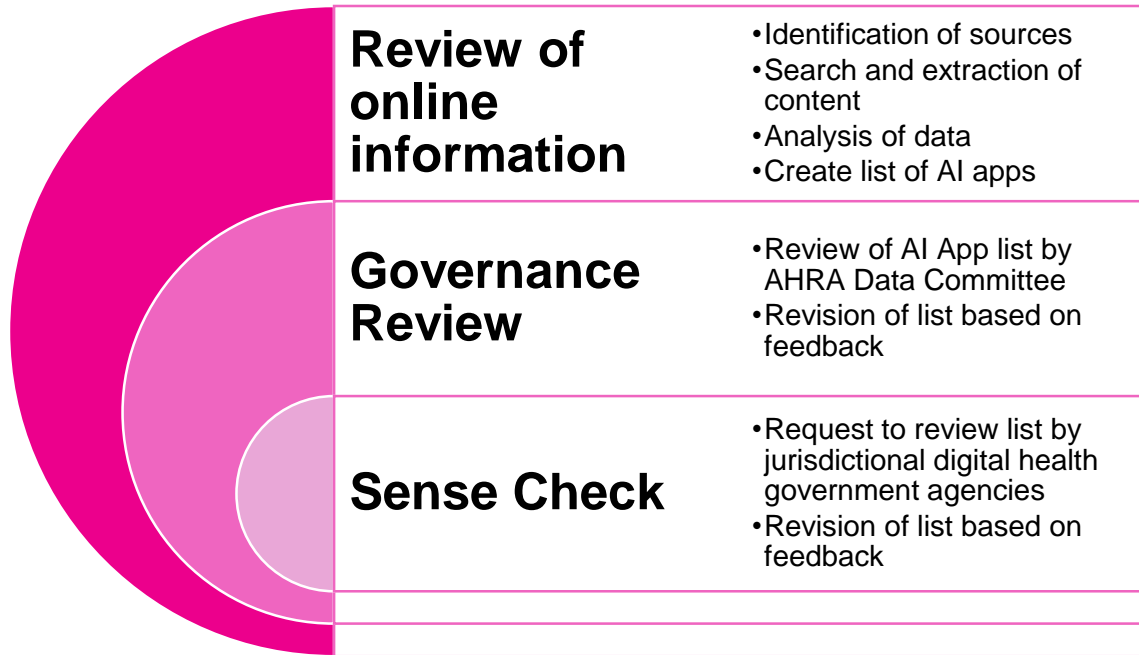 Review of
online
information
•Identification of sources
•Search and extraction of
content
•Analysis of data
•Create list of AI apps
Governance
Review
•Review of AI App list by
AHRA Data Committee
•Revision of list based on
feedback
Sense Check
•Request to review list by
jurisdictional digital health
government agencies
•Revision of list based on
feedback